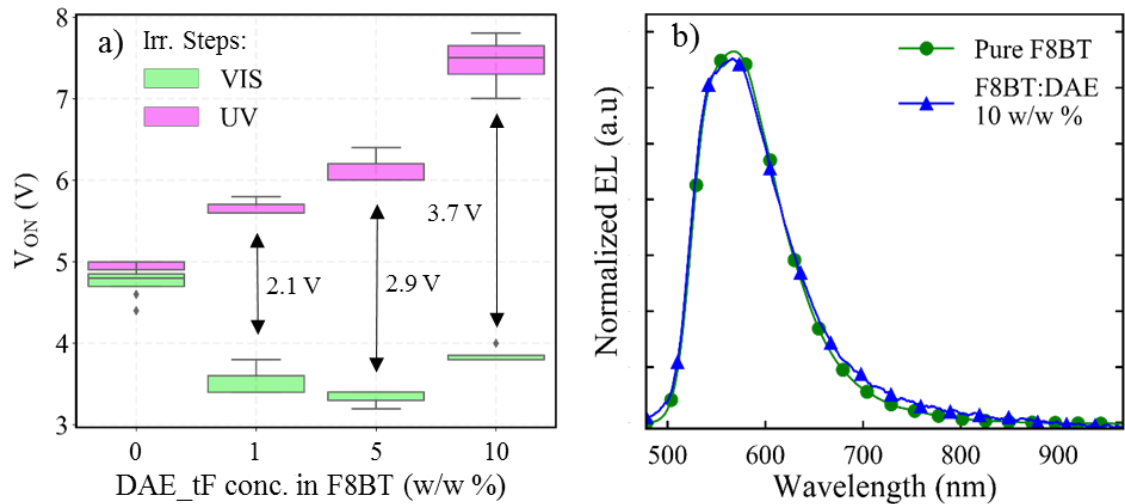 a)
Irr. Steps:
VIS
UV
8
7
6
5
4
3
V_ON (V)
2.1 V
2.9 V
3.7 V
0 1 5 10
DAE_tF conc. in F8BT (w/w %)
b)
Pure F8BT
F8BT:DAE
10 w/w %
Normalized EL (a.u)
500 600 700 800 900
Wavelength (nm)